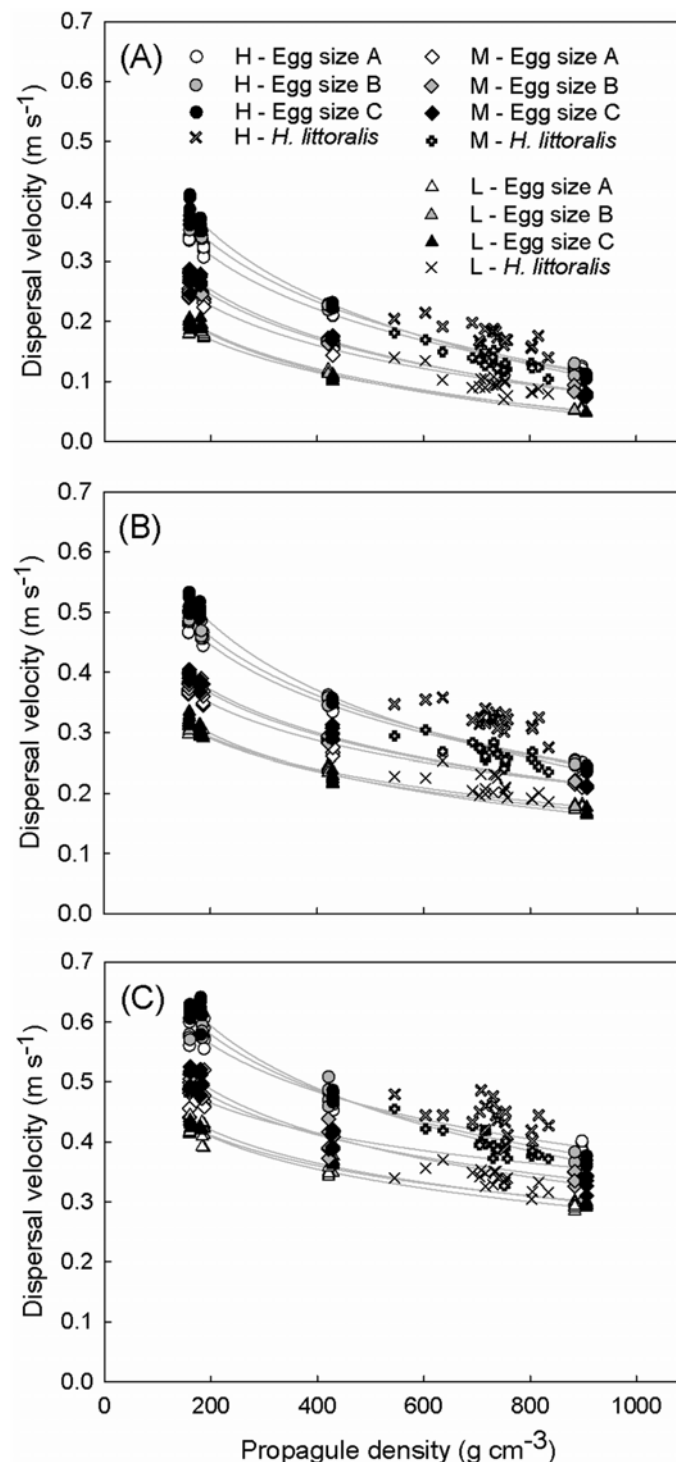 0.7
(A)
H - Egg size A
M - Egg size A
0.6
H - Egg size B
M - Egg size B
H - Egg size C
M - Egg size C
0.5
H - H. littoralis
M - H. littoralis
L - Egg size A
0.4
L - Egg size B
L - Egg size C
0.3
L - H. littoralis
0.2
0.1
0.0
Dispersal velocity (m s-1)
0.7
(B)
0.6
0.5
0.4
0.3
0.2
0.1
0.0
Dispersal velocity (m s-1)
0.7
(C)
0.6
0.5
0.4
0.3
0.2
0.1
0.0
Dispersal velocity (m s-1)
0 200 400 600 800 1000
Propagule density (g cm-3)